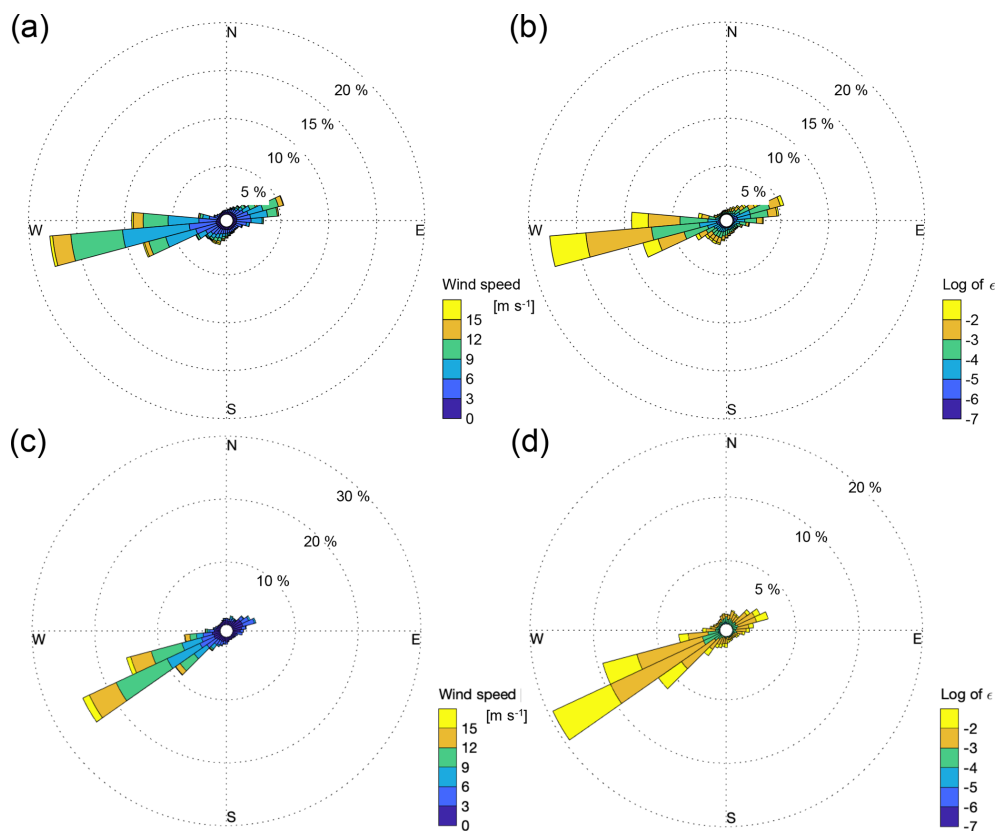 (a)
N
20 %
15 %
10 %
5 %
W
E
S
Wind speed
[m s-1]
15
12
9
6
3
0
(b)
N
20 %
15 %
10 %
5 %
W
E
S
Log of ϵ
-2
-3
-4
-5
-6
-7
(c)
N
30 %
20 %
10 %
W
E
S
Wind speed
[m s-1]
15
12
9
6
3
0
(d)
N
20 %
10 %
5 %
W
E
S
Log of ϵ
-2
-3
-4
-5
-6
-7